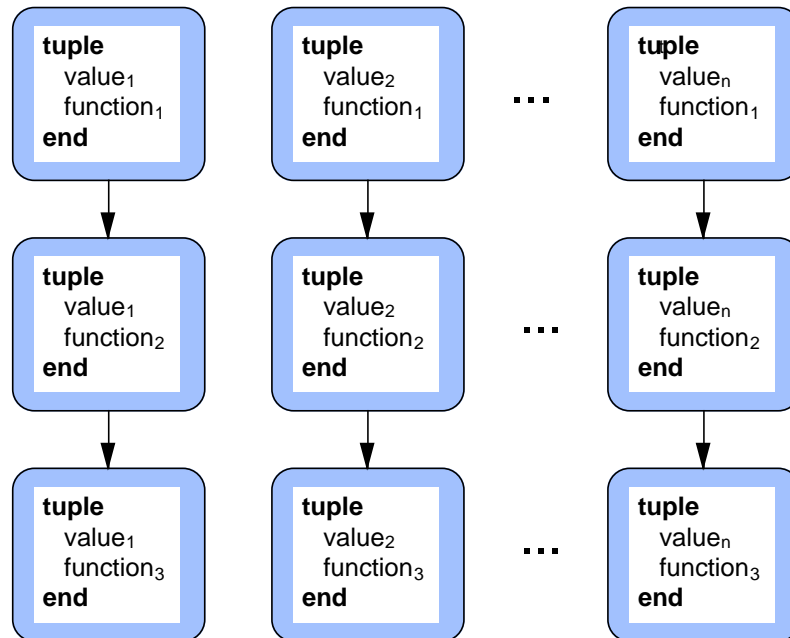 tuple
value₁
function₁
end
tuple
value₂
function₁
end
...
tuple
valueₙ
function₁
end
tuple
value₁
function₂
end
tuple
value₂
function₂
end
...
tuple
valueₙ
function₂
end
tuple
value₁
function₃
end
tuple
value₂
function₃
end
...
tuple
valueₙ
function₃
end